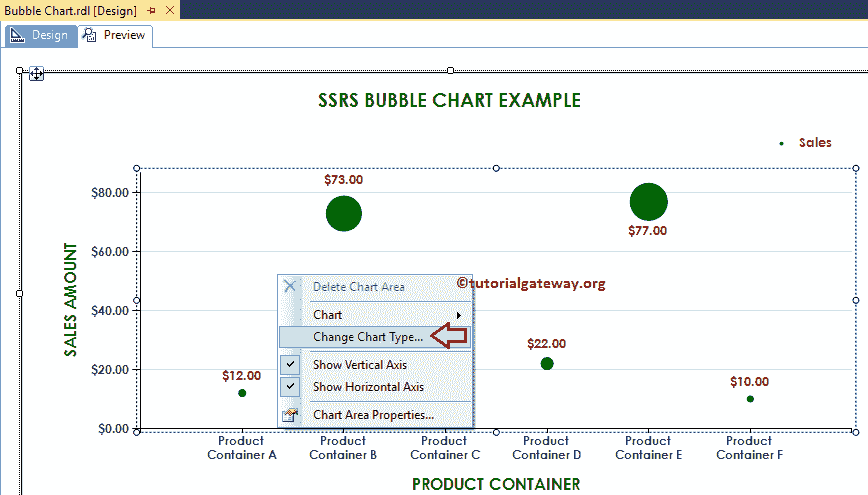 Bubble Chart.rdl [Design]
Design
Preview
SSRS BUBBLE CHART EXAMPLE
Sales
$73.00
$80.00
$77.00
$60.00
SALES AMOUNT
Delete Chart Area
©tutorialgateway.org
$40.00
Chart
Change Chart Type...
$22.00
$20.00
$12.00
Show Vertical Axis
$10.00
Show Horizontal Axis
Chart Area Properties...
$0.00
Product
Container A
Product
Container B
Product
Container C
Product
Container D
Product
Container E
Product
Container F
PRODUCT CONTAINER